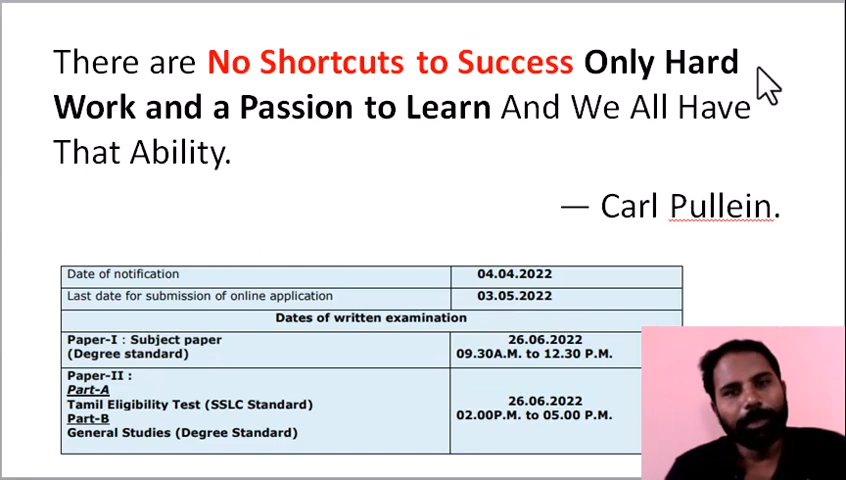 There are No Shortcuts to Success Only Hard
Work and a Passion to Learn And We All Have
That Ability.
— Carl Pullein.
Date of notification 04.04.2022
Last date for submission of online application 03.05.2022
Dates of written examination
Paper-I : Subject paper 26.06.2022
(Degree standard) 09.30A.M. to 12.30 P.M.
Paper-II :
Part-A 26.06.2022
Tamil Eligibility Test (SSLC Standard) 02.00P.M. to 05.00 P.M.
Part-B
General Studies (Degree Standard)